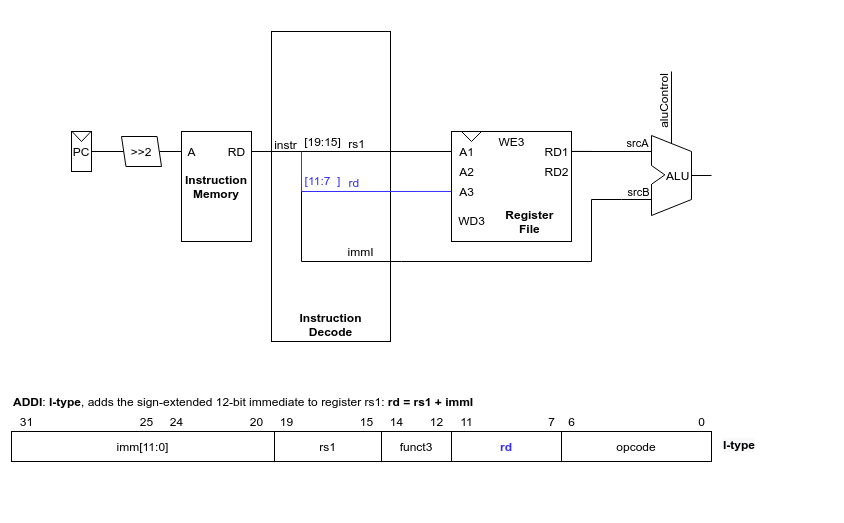 aluControl
instr [19:15] rs1
WE3
srcA
PC
>>2
A RD
A1 RD1
A2 RD2
ALU
Instruction
Memory
[11:7 ] rd
A3
srcB
WD3
Register
File
immI
Instruction
Decode
ADDI: I-type, adds the sign-extended 12-bit immediate to register rs1: rd = rs1 + immI
31 25 24 20 19 15 14 12 11 7 6 0
imm[11:0] rs1 funct3 rd opcode I-type